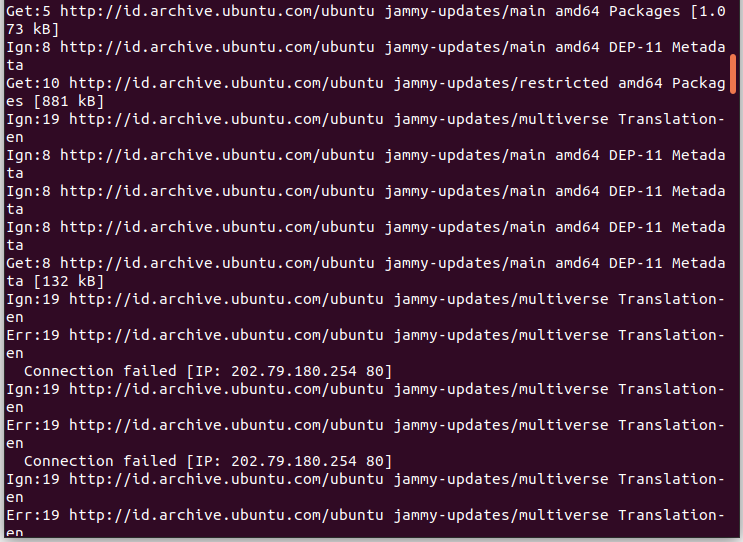 Get:5 http://id.archive.ubuntu.com/ubuntu jammy-updates/main amd64 Packages [1.0
73 kB]
Ign:8 http://id.archive.ubuntu.com/ubuntu jammy-updates/main amd64 DEP-11 Metada
ta
Get:10 http://id.archive.ubuntu.com/ubuntu jammy-updates/restricted amd64 Packag
es [881 kB]
Ign:19 http://id.archive.ubuntu.com/ubuntu jammy-updates/multiverse Translation-
en
Ign:8 http://id.archive.ubuntu.com/ubuntu jammy-updates/main amd64 DEP-11 Metada
ta
Ign:8 http://id.archive.ubuntu.com/ubuntu jammy-updates/main amd64 DEP-11 Metada
ta
Ign:8 http://id.archive.ubuntu.com/ubuntu jammy-updates/main amd64 DEP-11 Metada
ta
Get:8 http://id.archive.ubuntu.com/ubuntu jammy-updates/main amd64 DEP-11 Metada
ta [132 kB]
Ign:19 http://id.archive.ubuntu.com/ubuntu jammy-updates/multiverse Translation-
en
Err:19 http://id.archive.ubuntu.com/ubuntu jammy-updates/multiverse Translation-
en
  Connection failed [IP: 202.79.180.254 80]
Ign:19 http://id.archive.ubuntu.com/ubuntu jammy-updates/multiverse Translation-
en
Err:19 http://id.archive.ubuntu.com/ubuntu jammy-updates/multiverse Translation-
en
  Connection failed [IP: 202.79.180.254 80]
Ign:19 http://id.archive.ubuntu.com/ubuntu jammy-updates/multiverse Translation-
en
Err:19 http://id.archive.ubuntu.com/ubuntu jammy-updates/multiverse Translation-
en